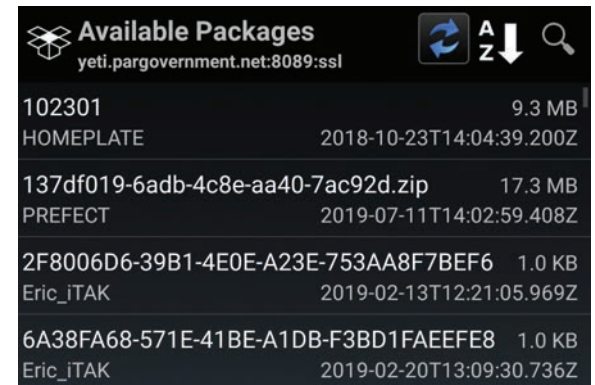 Available Packages
yeti.pargovernment.net:8089:ssl
A
Z
102301 9.3 MB
HOMEPLATE 2018-10-23T14:04:39.200Z
137df019-6adb-4c8e-aa40-7ac92d.zip 17.3 MB
PREFECT 2019-07-11T14:02:59.408Z
2F8006D6-39B1-4E0E-A23E-753AA8F7BEF6 1.0 KB
Eric_iTAK 2019-02-13T12:21:05.969Z
6A38FA68-571E-41BE-A1DB-F3BD1FAEEFE8 1.0 KB
Eric_iTAK 2019-02-20T13:09:30.736Z